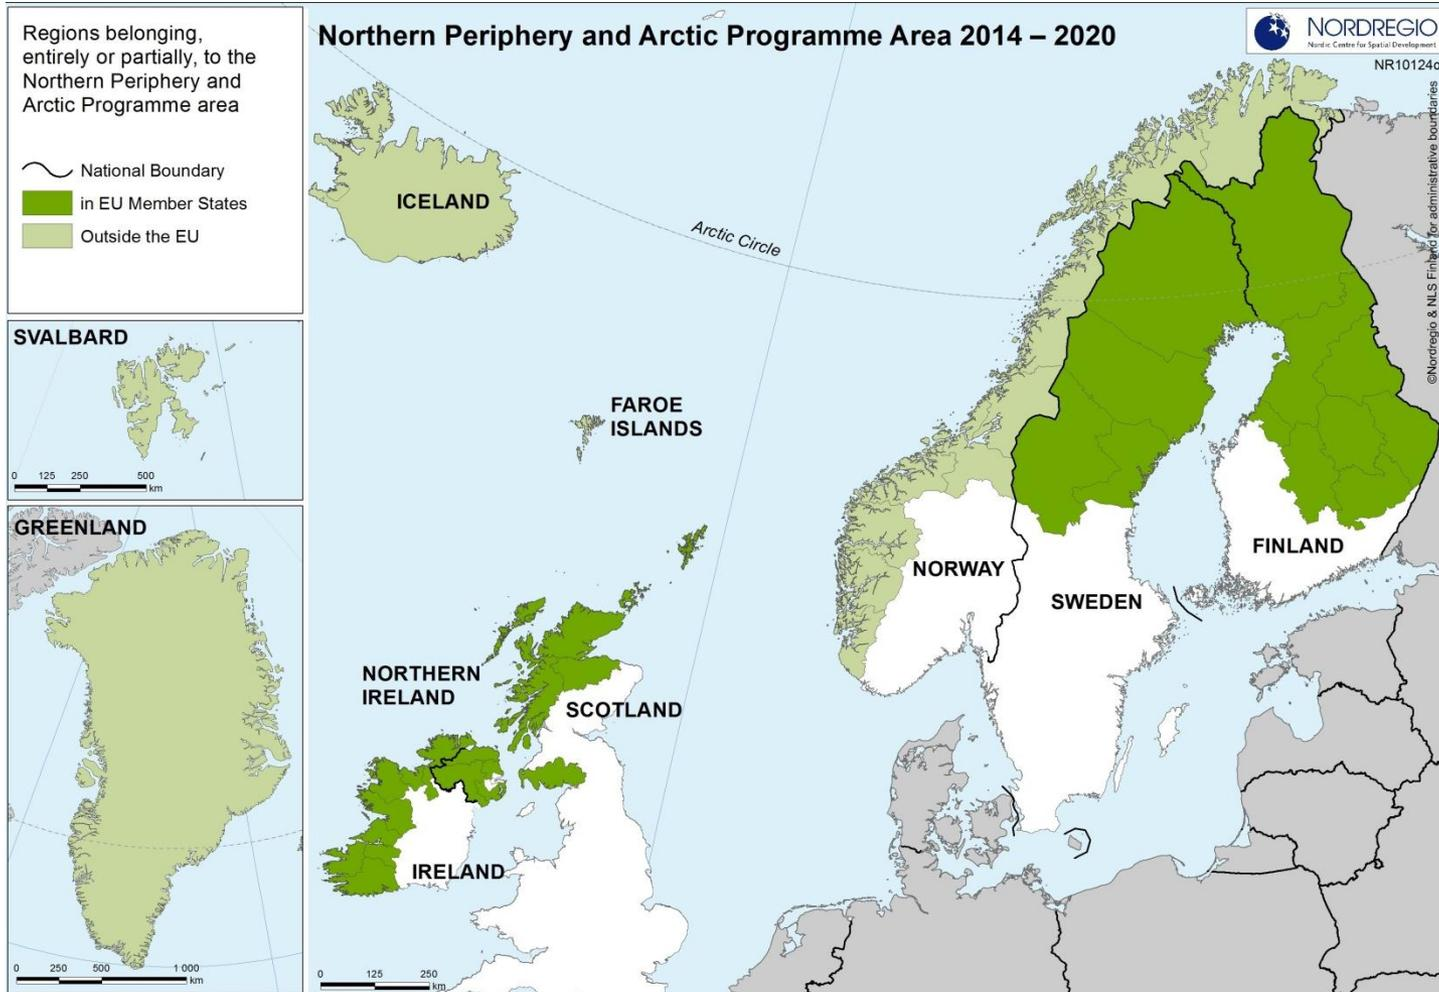 Regions belonging,
entirely or partially, to the
Northern Periphery and
Arctic Programme area
National Boundary
in EU Member States
Outside the EU
Northern Periphery and Arctic Programme Area 2014 – 2020
NORDREGIO
Nordic Centre for Spatial Development
©Nordregio & NLS Finland for administrative boundaries
ICELAND
Arctic Circle
SVALBARD
0 125 250 500
km
FAROE
ISLANDS
GREENLAND
0 250 500 1 000
km
NORWAY
FINLAND
SWEDEN
NORTHERN
IRELAND
SCOTLAND
IRELAND
0 125 250
km